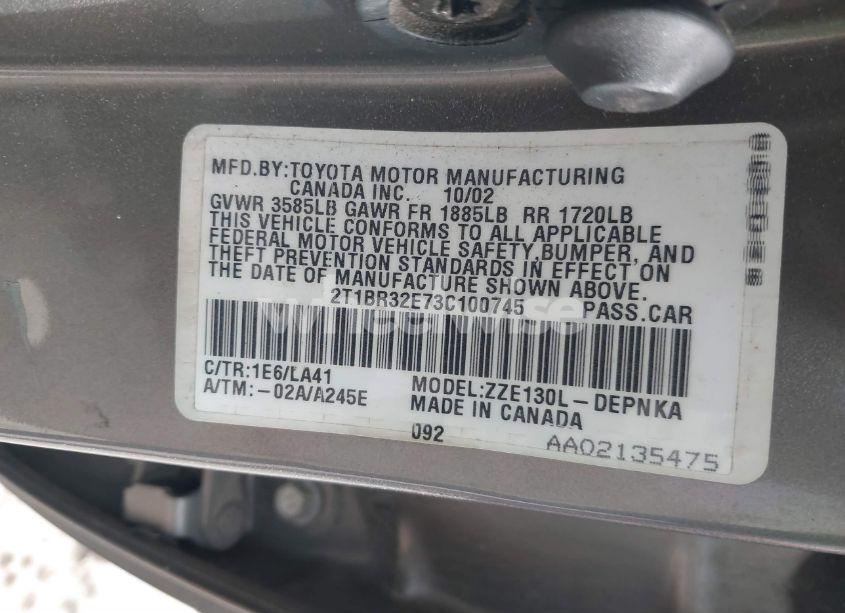 MFD.BY:TOYOTA MOTOR MANUFACTURING
CANADA INC. 10/02
GVWR 3585LB GAWR FR 1885LB RR 1720LB
THIS VEHICLE CONFORMS TO ALL APPLICABLE
FEDERAL MOTOR VEHICLE SAFETY,BUMPER, AND
THEFT PREVENTION STANDARDS IN EFFECT ON
THE DATE OF MANUFACTURE SHOWN ABOVE.
2T1BR32E73C100745 PASS.CAR
C/TR:1E6/LA41
A/TM:-02A/A245E
MODEL:ZZE130L-DEPNKA
MADE IN CANADA
092
AA02135475